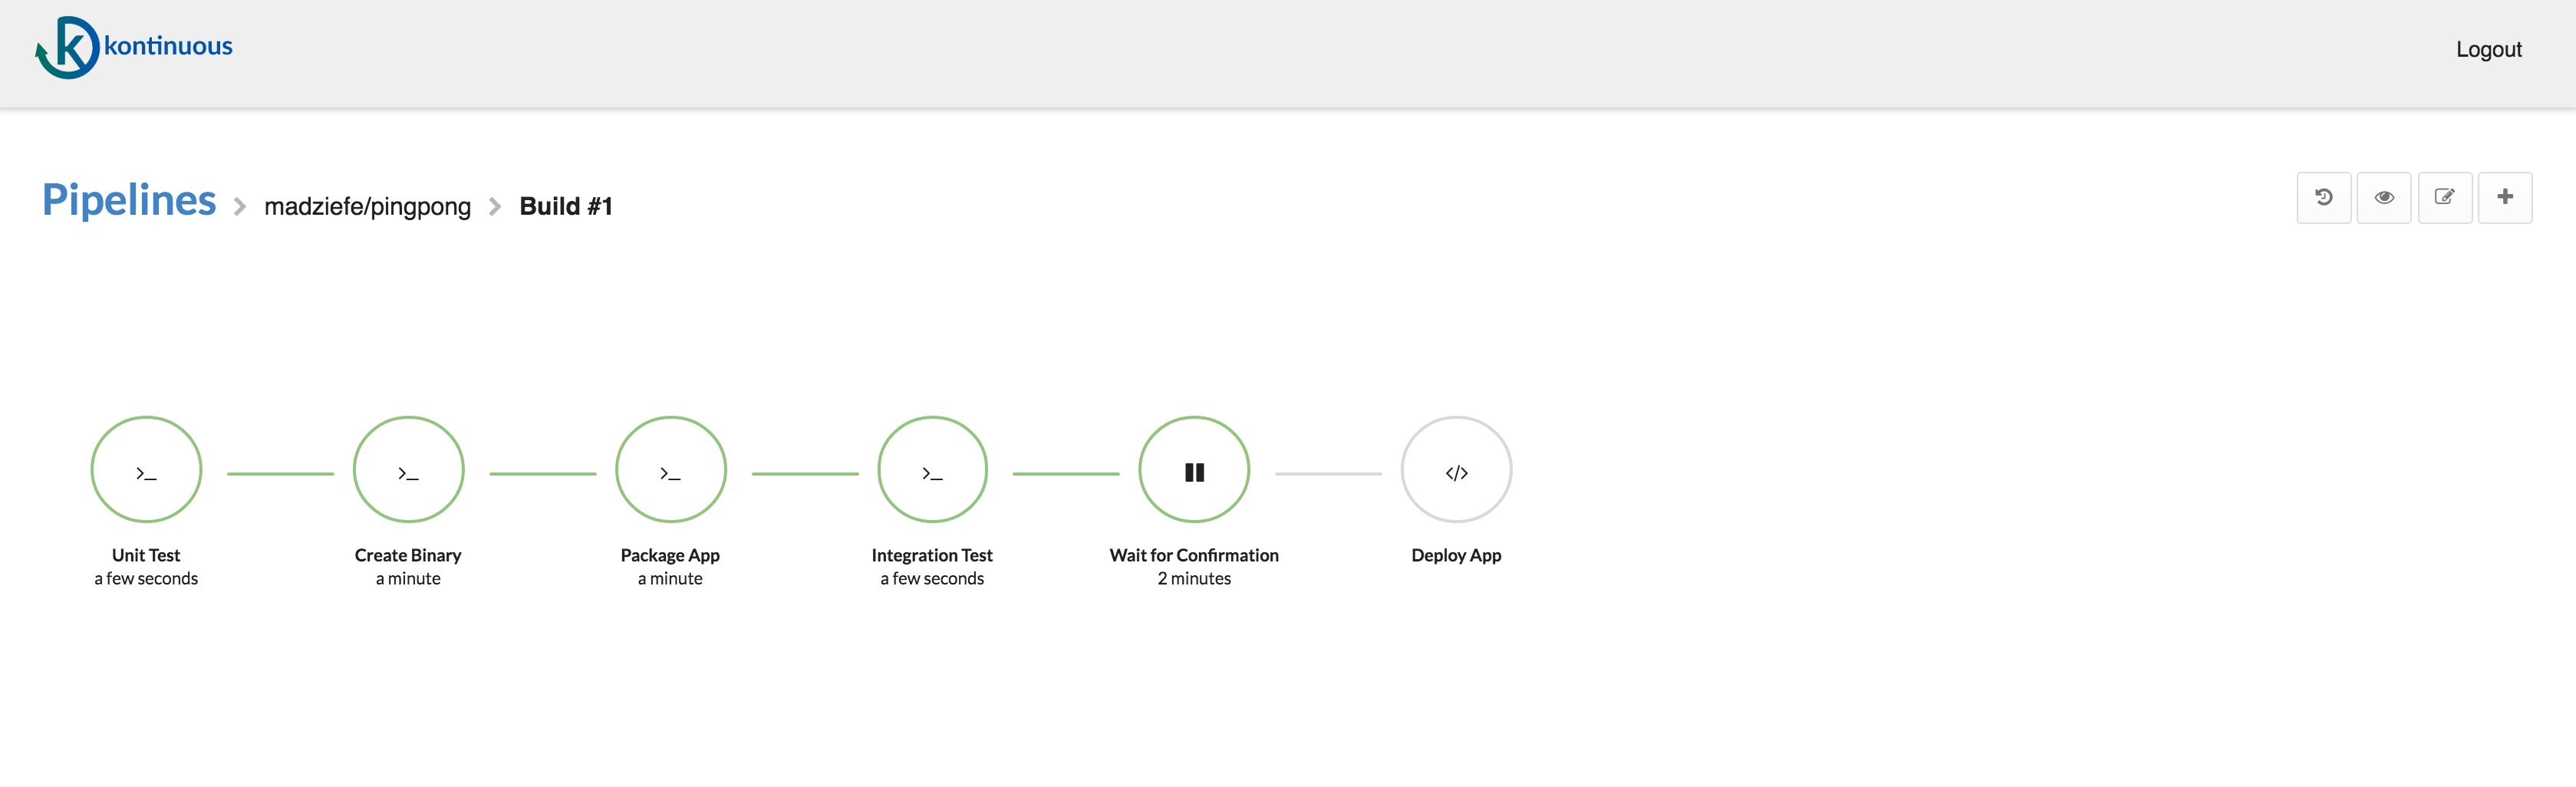 kontinuous
Logout
Pipelines > madziefe/pingpong > Build #1
Unit Test
a few seconds
Create Binary
a minute
Package App
a minute
Integration Test
a few seconds
Wait for Confirmation
2 minutes
Deploy App